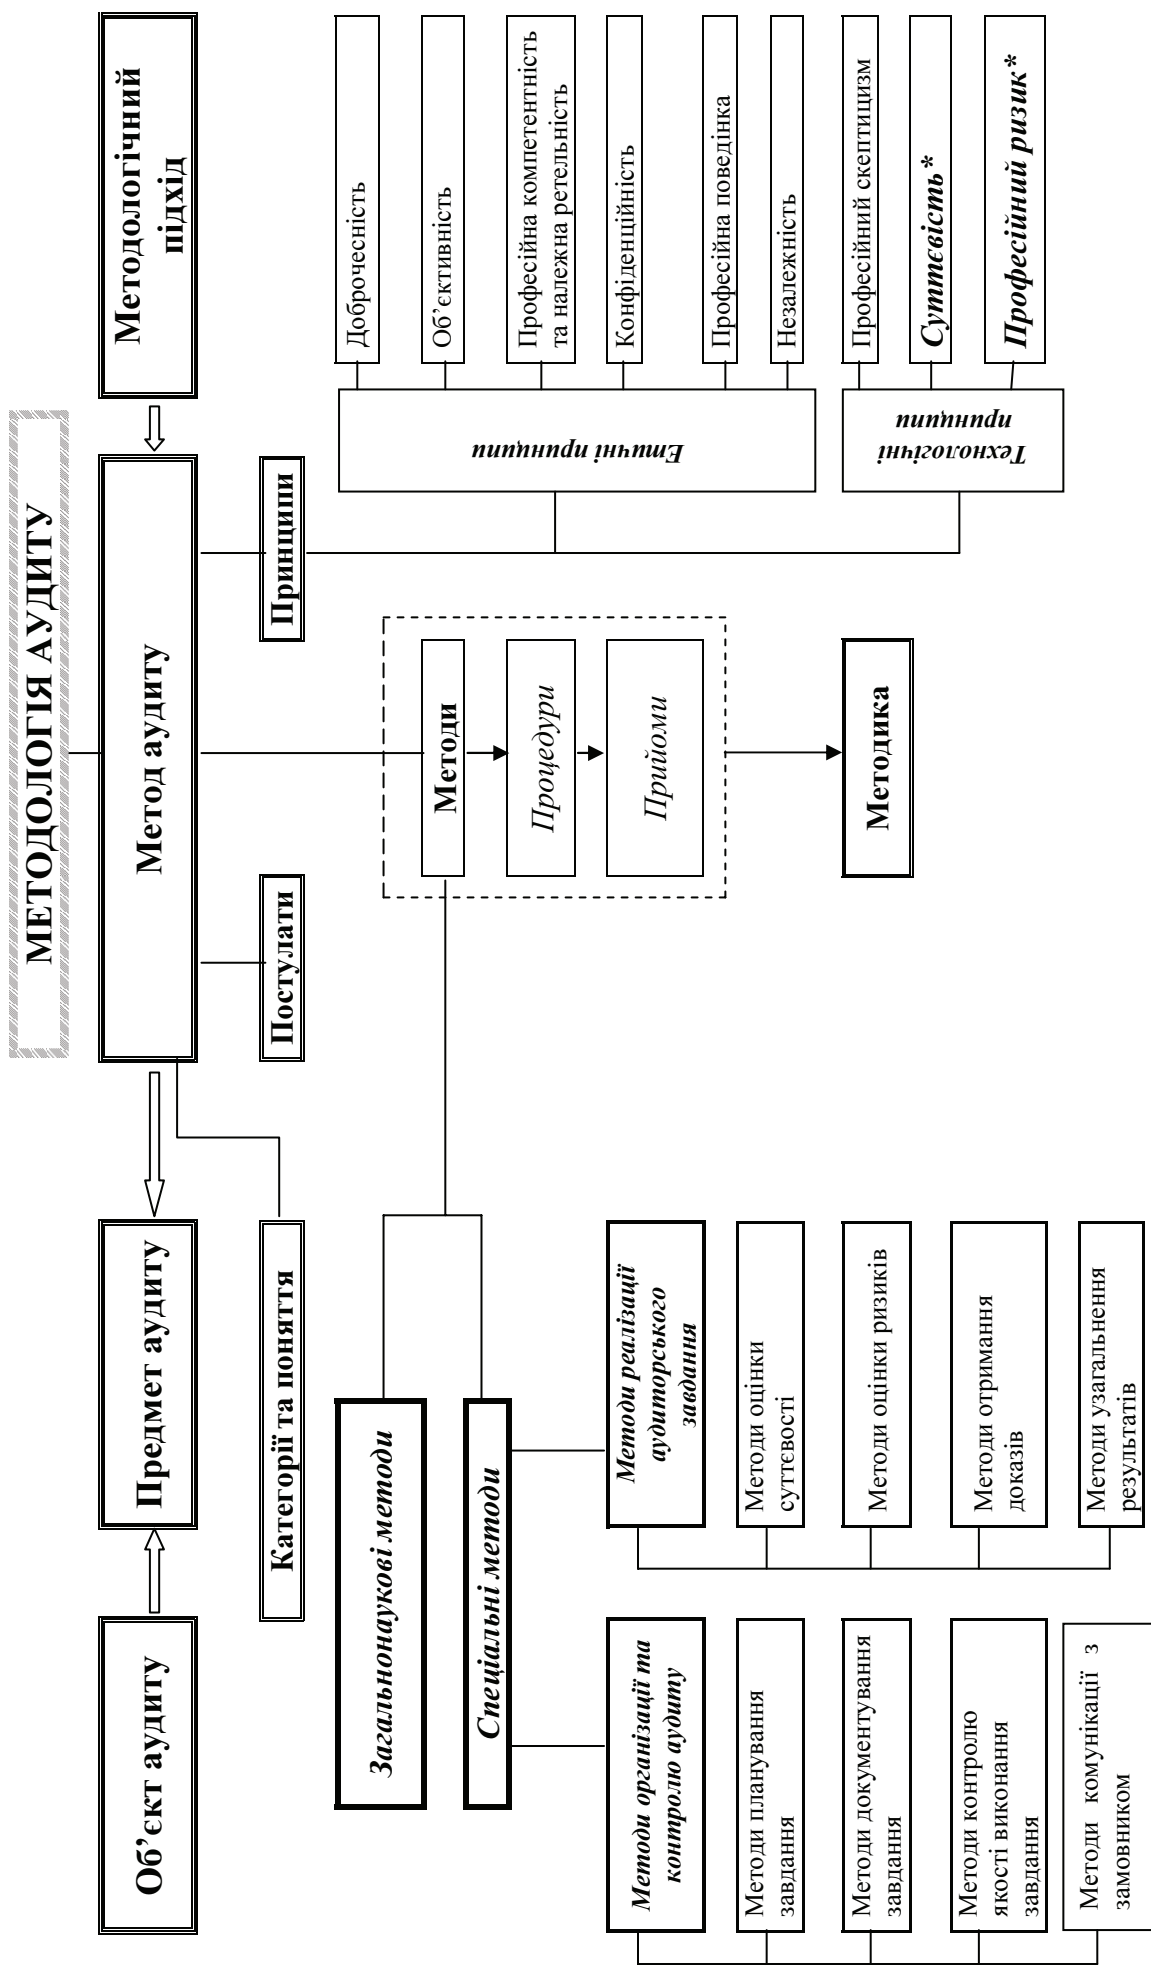 МЕТОДОЛОГІЯ АУДИТУ
Об’єкт аудиту
Предмет аудиту
Метод аудиту
Методологічний
підхід
Категорії та поняття
Постулати
Принципи
Загальнонаукові методи
Спеціальні методи
Методи організації та
контролю аудиту
Методи планування
завдання
Методи документування
завдання
Методи контролю
якості виконання
завдання
Методи комунікації з
замовником
Методи реалізації
аудиторського
завдання
Методи оцінки
суттєвості
Методи оцінки ризиків
Методи отримання
доказів
Методи узагальнення
результатів
Методи
Процедури
Прийоми
Методика
Етичні принципи
Доброчесність
Об’єктивність
Професійна компетентність
та належна ретельність
Конфіденційність
Професійна поведінка
Незалежність
Технологічні
принципи
Професійний скептицизм
Суттєвість*
Професійний ризик*